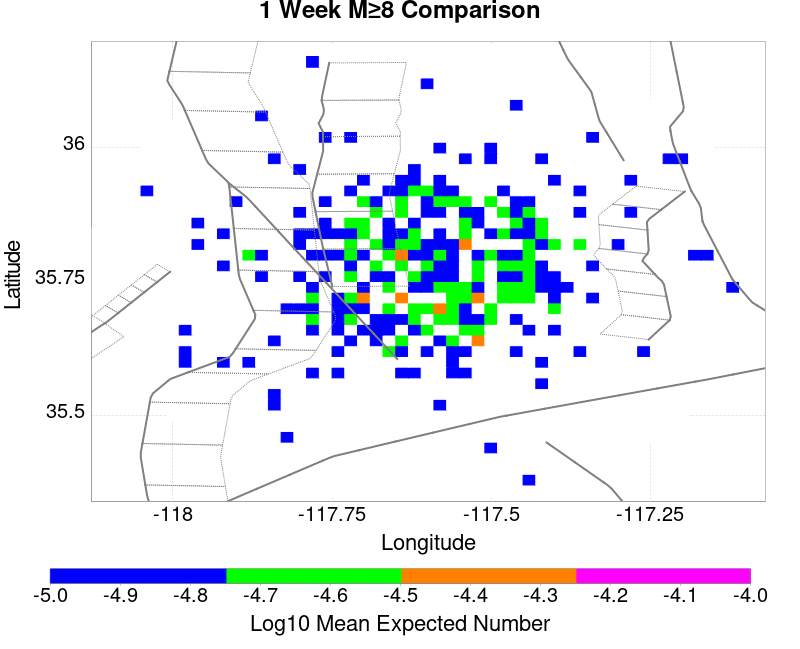 1 Week M≥8 Comparison
36
35.75
35.5
Latitude
-118 -117.75 -117.5 -117.25
Longitude
-5.0 -4.9 -4.8 -4.7 -4.6 -4.5 -4.4 -4.3 -4.2 -4.1 -4.0
Log10 Mean Expected Number